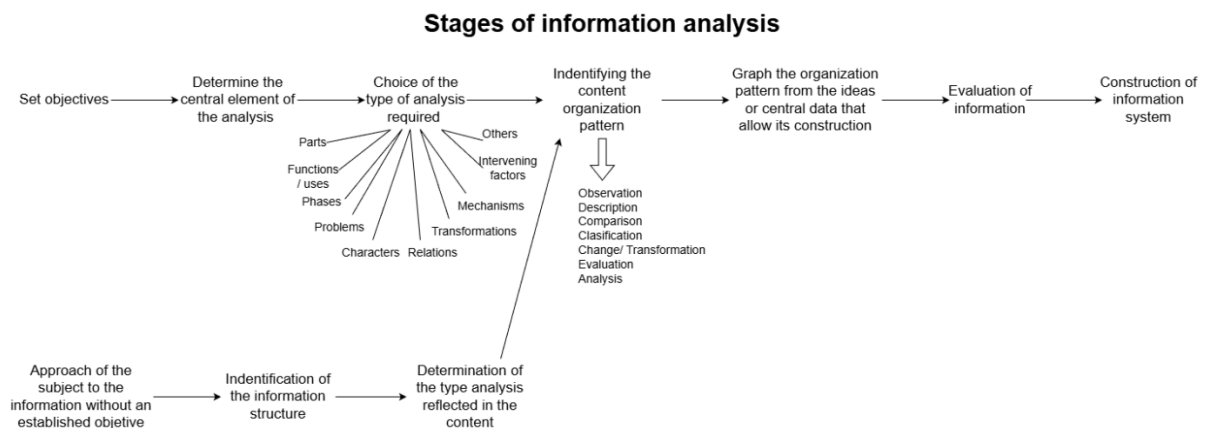 Stages of information analysis
Set objectives
Determine the
central element of
the analysis
Choice of the
type of analysis
required
Indentifying the
content
organization
pattern
Graph the organization
pattern from the ideas
or central data that
allow its construction
Evaluation of
information
Construction of
information
system
Parts
Functions
/ uses
Phases
Problems
Characters
Relations
Transformations
Mechanisms
Intervening
factors
Others
Observation
Description
Comparison
Clasification
Change/ Transformation
Evaluation
Analysis
Approach of the
subject to the
information without an
established objetive
Indentification of
the information
structure
Determination of
the type analysis
reflected in the
content